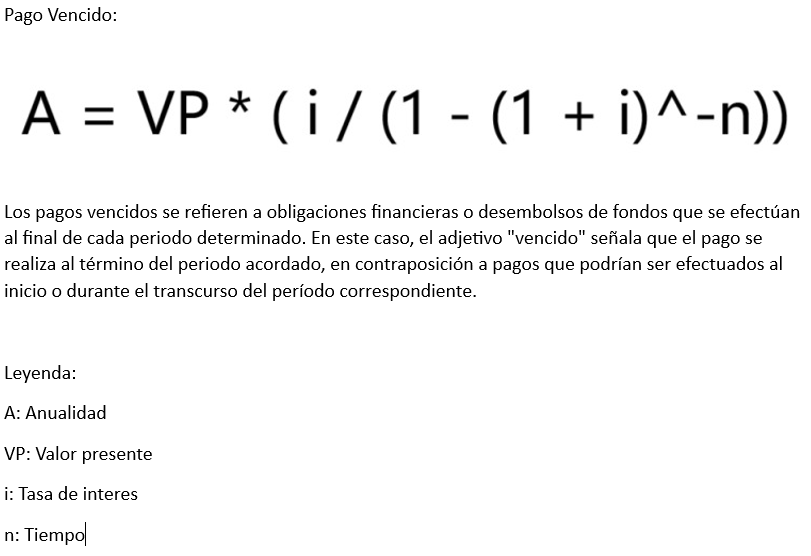 Pago Vencido:
A = VP * ( i / (1 - (1 + i)^-n))
Los pagos vencidos se refieren a obligaciones financieras o desembolsos de fondos que se efectúan
al final de cada periodo determinado. En este caso, el adjetivo "vencido" señala que el pago se
realiza al término del periodo acordado, en contraposición a pagos que podrían ser efectuados al
inicio o durante el transcurso del período correspondiente.
Leyenda:
A: Anualidad
VP: Valor presente
i: Tasa de interes
n: Tiempo